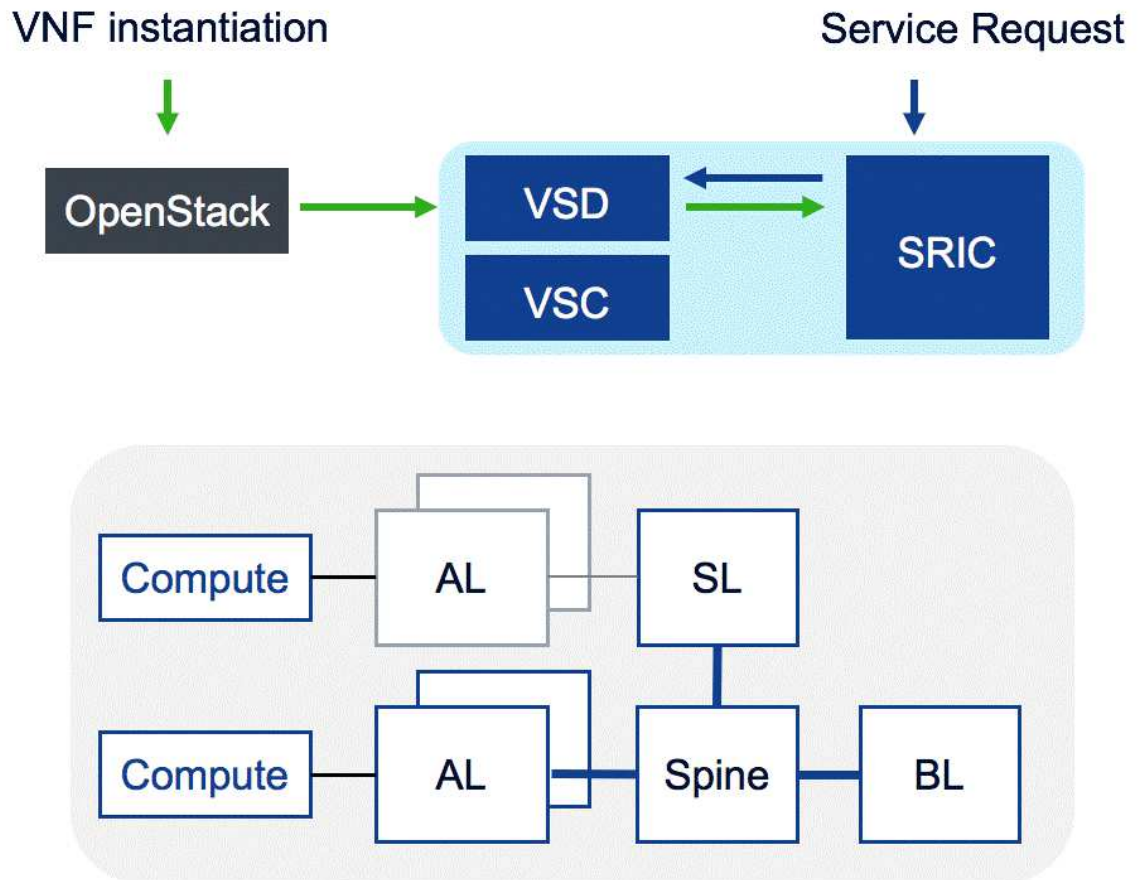 VNF instantiation
Service Request
OpenStack
VSD
SRIC
VSC
Compute
AL
SL
Compute
AL
Spine
BL